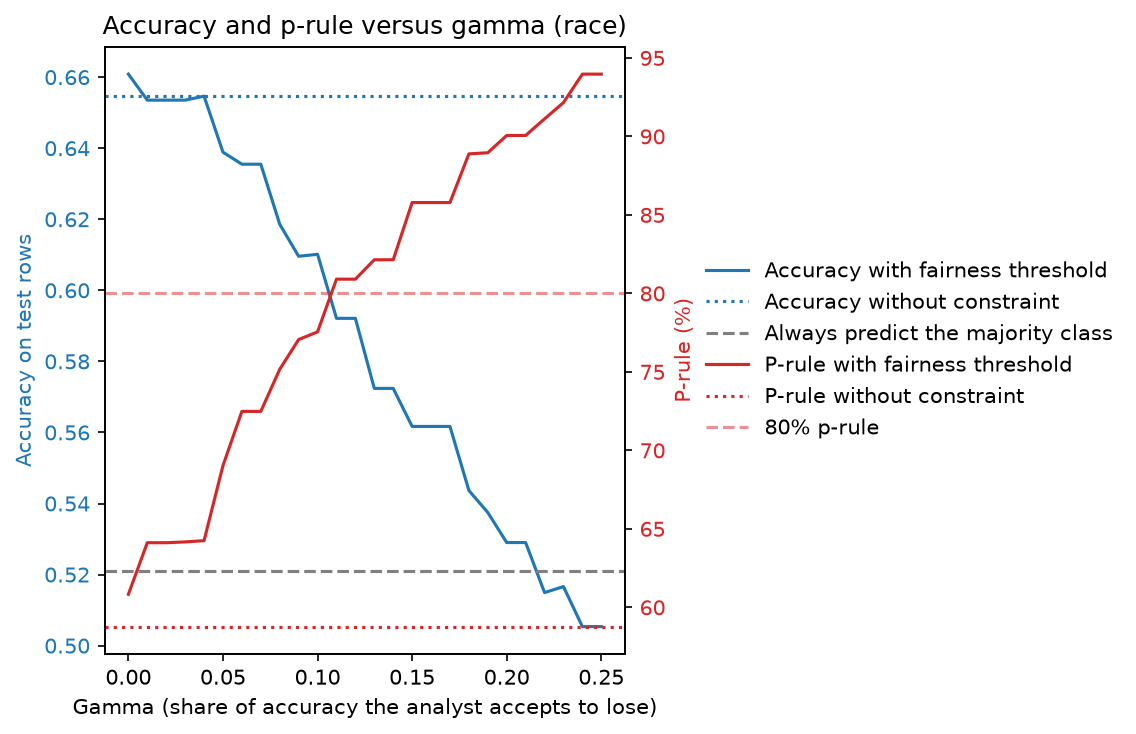 Accuracy and p-rule versus gamma (race)
Accuracy on test rows
0.66
0.64
0.62
0.60
0.58
0.56
0.54
0.52
0.50
0.00 0.05 0.10 0.15 0.20 0.25
Gamma (share of accuracy the analyst accepts to lose)
95
90
85
80
75
70
65
60
P-rule (%)
Accuracy with fairness threshold
Accuracy without constraint
Always predict the majority class
P-rule with fairness threshold
P-rule without constraint
80% p-rule